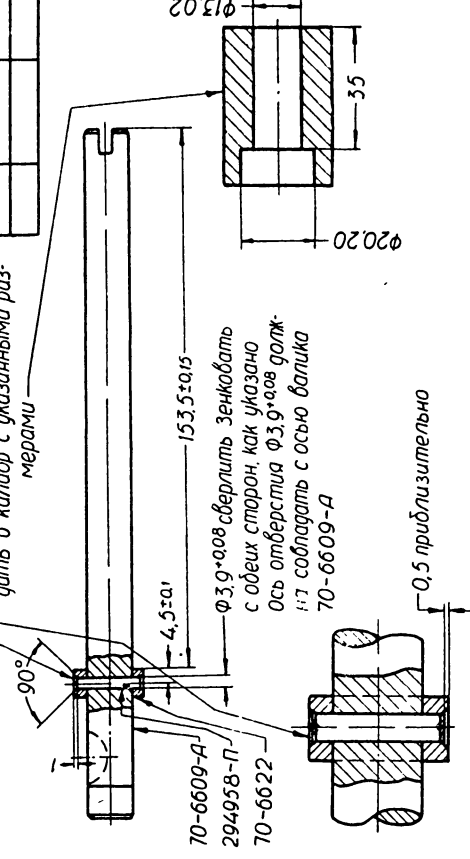 дить в калибр с указанными раз-
мерами
Ф13,02
35
Ф20,20
153,5±0,15
4,5±0,1
90°
1
Ф3,9+0,08 сверлить Зенковать
с обеих сторон, как указано
ось отверстия Ф3,9+0,08 долж-
совпадать с осью валика
70-6609-А
70-6609-А
294958-П
70-6622
0,5 приблизительно